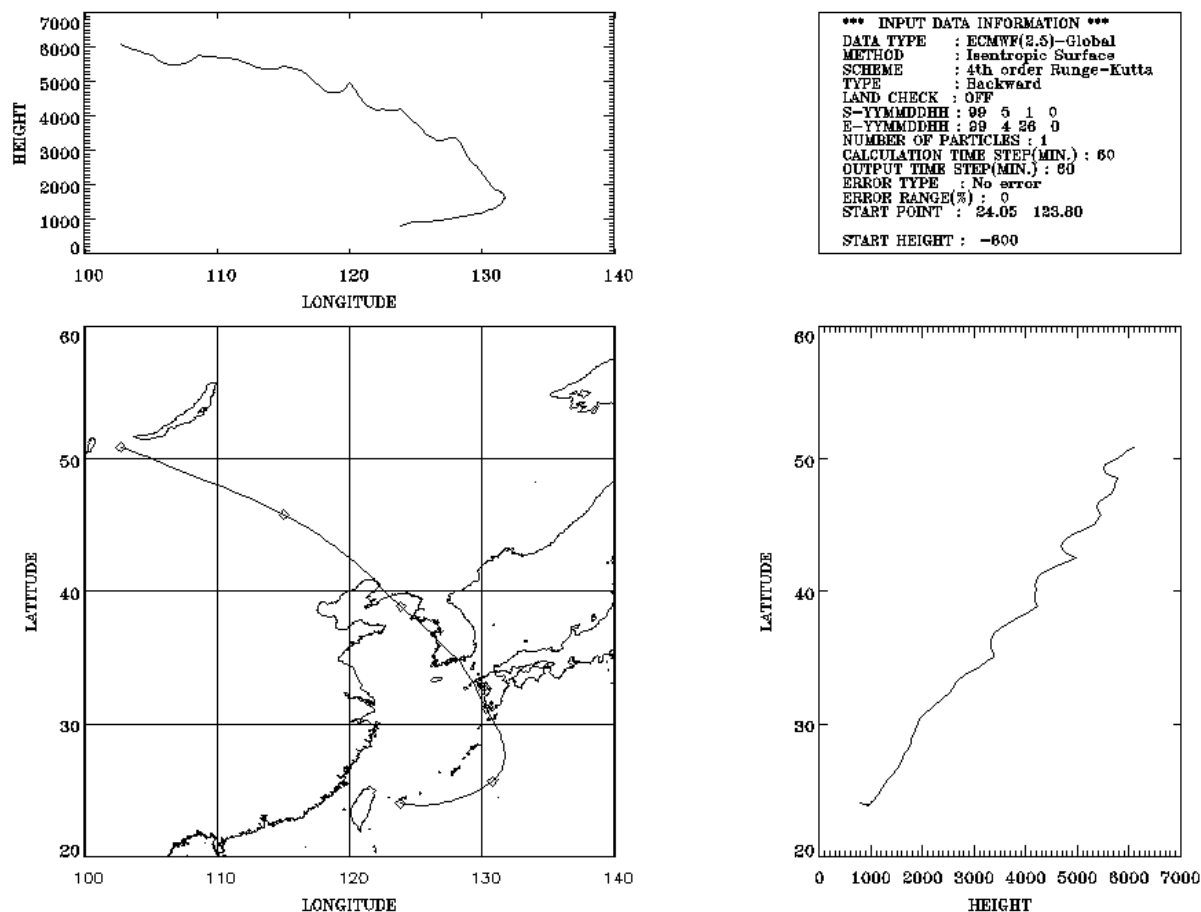 7000
6000
5000
4000
3000
2000
1000
0
HEIGHT
100 110 120 130 140
LONGITUDE
*** INPUT DATA INFORMATION ***
DATA TYPE : ECMWF(2.5)-Global
METHOD : Isentropic Surface
SCHEME : 4th order Runge-Kutta
TYPE : Backward
LAND CHECK : OFF
S-YYMMDDHH : 99 5 1 0
E-YYMMDDHH : 99 4 26 0
NUMBER OF PARTICLES : 1
CALCULATION TIME STEP(MIN.) : 60
OUTPUT TIME STEP(MIN.) : 60
ERROR TYPE : No error
ERROR RANGE(%) : 0
START POINT : 24.05 123.80
START HEIGHT : -800
60
50
40
30
20
LATITUDE
100 110 120 130 140
LONGITUDE
60
50
40
30
20
LATITUDE
0 1000 2000 3000 4000 5000 6000 7000
HEIGHT